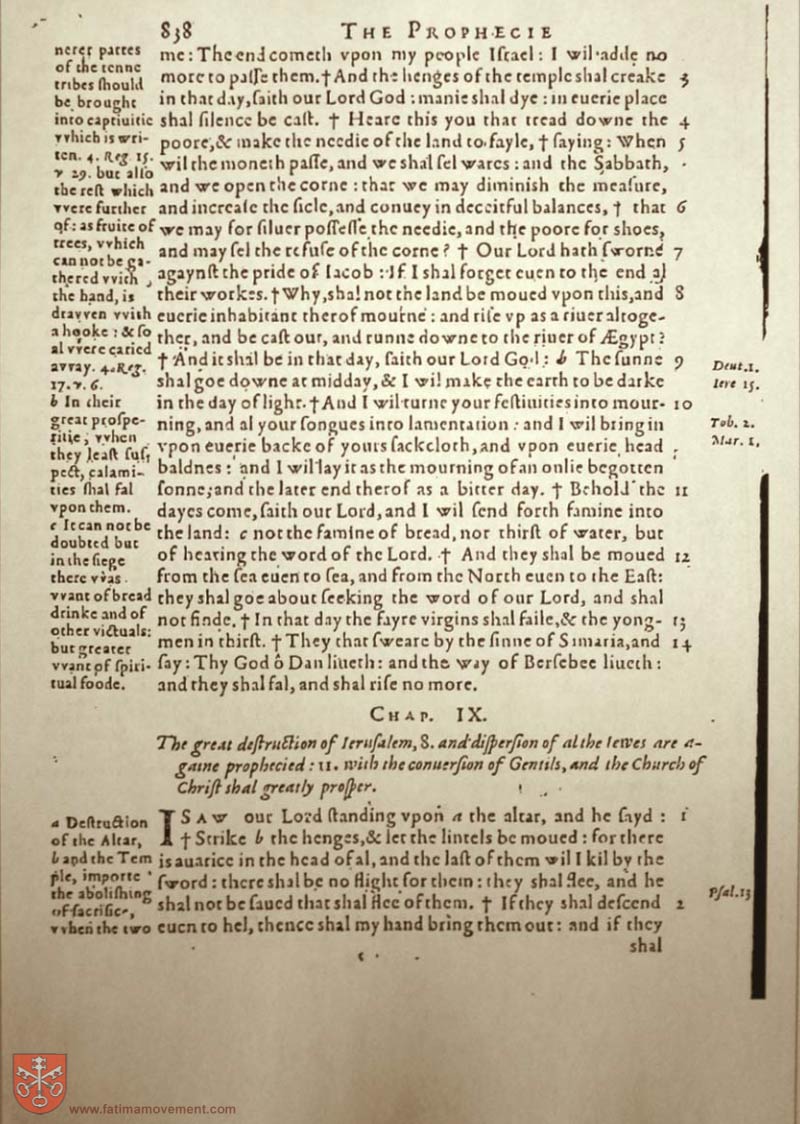 838
THE PROPHECIE
me: The end cometh vpon my people Iſrael: I wil adde no
more to paſſe them. † And the henges of the temple shal creake 3
in that day, ſaith our Lord God: manie shal dye: in euerie place
shal ſilence be caſt. † Heare this you that tread downe the 4
poore, & make the needie of the land to fayle, † ſaying: When 5
wil the moneth paſſe, and we shal ſel wares: and the Sabbath,
and we open the corne: that we may diminish the meaſure,
and increaſe the ſicle, and conuey in deceitful balances, † that 6
we may for ſiluer poſſeſſe the needie, and the poore for shoes,
and may ſel the refuſe of the corne? † Our Lord hath ſworne 7
agaynſt the pride of Iacob: If I shal forget euen to the end al
their workes. † Why, shal not the land be moued vpon this, and 8
euerie inhabitant therof mourne: and riſe vp as a riuer altoge-
ther, and be caſt out, and runne downe to the riuer of Ægypt?
† And it shal be in that day, ſaith our Lord God: b The ſunne 9
shal goe downe at midday, & I wil make the earth to be darke
in the day of light. † And I wil turne your feſtiuities into mour- 10
ning, and al your ſongues into lamentation: and I wil bring in
vpon euerie backe of yours ſackcloth, and vpon euerie head
baldnes: and I wil lay it as the mourning of an onlie begotten
ſonne, and the later end therof as a bitter day. † Behold the 11
dayes come, ſaith our Lord, and I wil ſend forth famine into
the land: c not the famine of bread, nor thirſt of water, but
of hearing the word of the Lord. † And they shal be moued 12
from the ſea euen to ſea, and from the North euen to the Eaſt:
they shal goe about ſeeking the word of our Lord, and shal
not finde. † In that day the fayre virgins shal faile, & the yong- 13
men in thirſt. † They that ſweare by the ſinne of Samaria, and 14
ſay: Thy God ô Dan liueth: and the way of Berſebee liueth:
and they shal fal, and shal riſe no more.
nerer partes
of the tenne
tribes ſhould
be brought
into captiuitie
vvhich is wri-
ten. 4. Reg. 15.
v 29. but alſo
the reſt which
vvere further
of: as fruite of
trees, vvhich
can not be ga-
thered vvith
the hand, is
dravven vvith
a hooke: & ſo
al vvere caried
avvay. 4. Reg.
17. v. 6.
b In their
great proſpe-
ritie, vvhen
they leaſt ſuſ-
pect, calami-
ties ſhal fal
vpon them.
c It can not be
doubted but
in the ſiege
there vvas
vvant of bread
drinke and of
other victuals:
but greater
vvant of ſpiri-
tual foode.
Deut. 1.
Iere 15.
Tob. 2.
Mar. 1.
CHAP. IX.
The great deſtruction of Ieruſalem, 8. and diſperſion of al the Iewes are a-
gaine prophecied: 11. with the conuerſion of Gentils, and the Church of
Chriſt shal greatly proſper.
I SAW our Lord ſtanding vpon a the altar, and he ſayd: 1
† Strike b the henges, & let the lintels be moued: for there
is auarice in the head of al, and the laſt of them wil I kil by the
ſword: there shal be no flight for them: they shal flee, and he
shal not be ſaued that shal flee of them. † If they shal deſcend 2
euen to hel, thence shal my hand bring them out: and if they
shal
a Deſtruction
of the Altar,
b and the Tem
ple, importe
the aboliſhing
of ſacrifice,
vvhen the two
Pſal. 13
www.fatimamovement.com